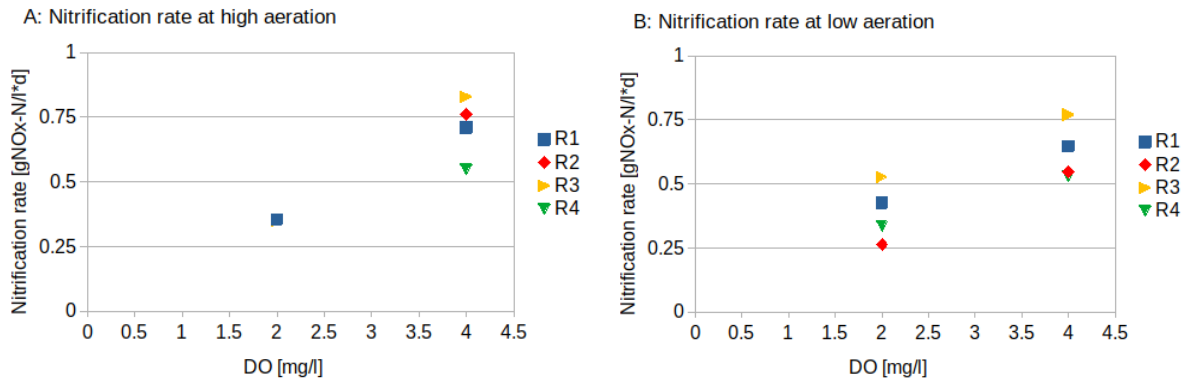 A: Nitrification rate at high aeration
Nitrification rate [gNOx-N/l*d]
1
0.75
0.5
0.25
0
0 0.5 1 1.5 2 2.5 3 3.5 4 4.5
DO [mg/l]
R1
R2
R3
R4
B: Nitrification rate at low aeration
Nitrification rate [gNOx-N/l*d]
1
0.75
0.5
0.25
0
0 0.5 1 1.5 2 2.5 3 3.5 4 4.5
DO [mg/l]
R1
R2
R3
R4